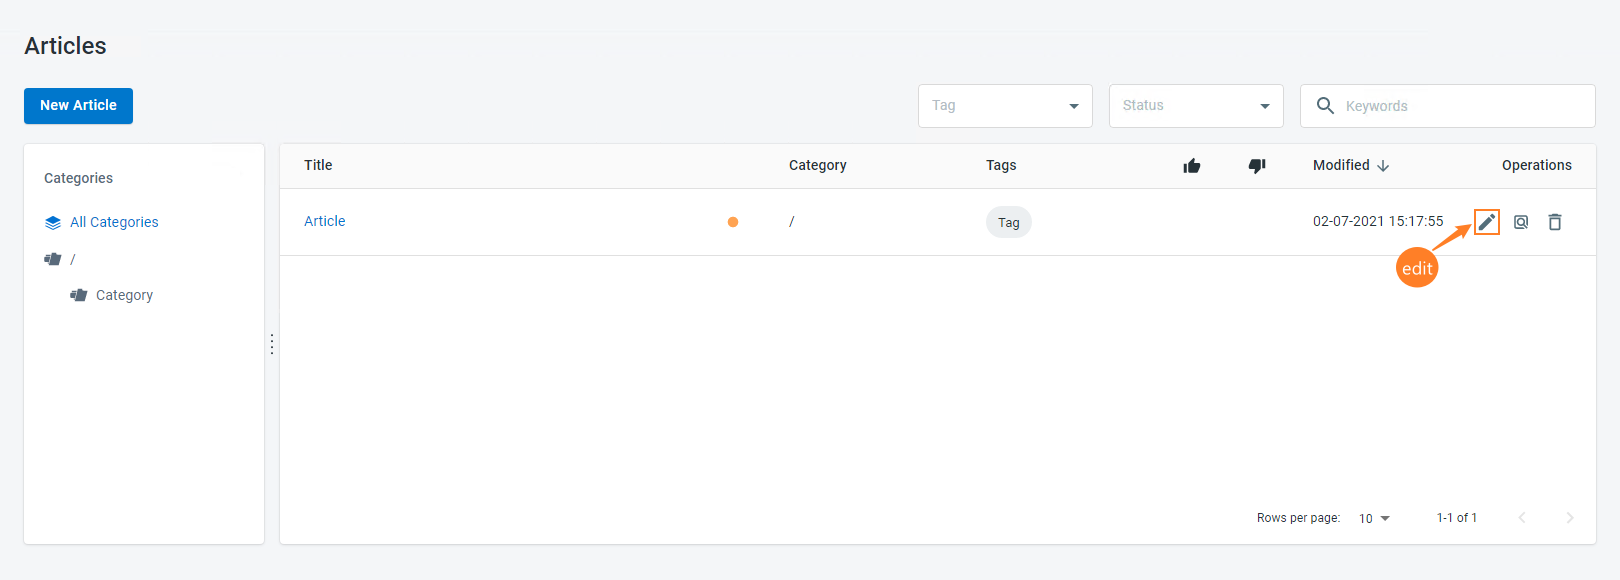 Articles
New Article
Tag
Status
Keywords
Categories
All Categories
/
Category
Title Category Tags Modified Operations
Article / Tag 02-07-2021 15:17:55
edit
Rows per page: 10 1-1 of 1